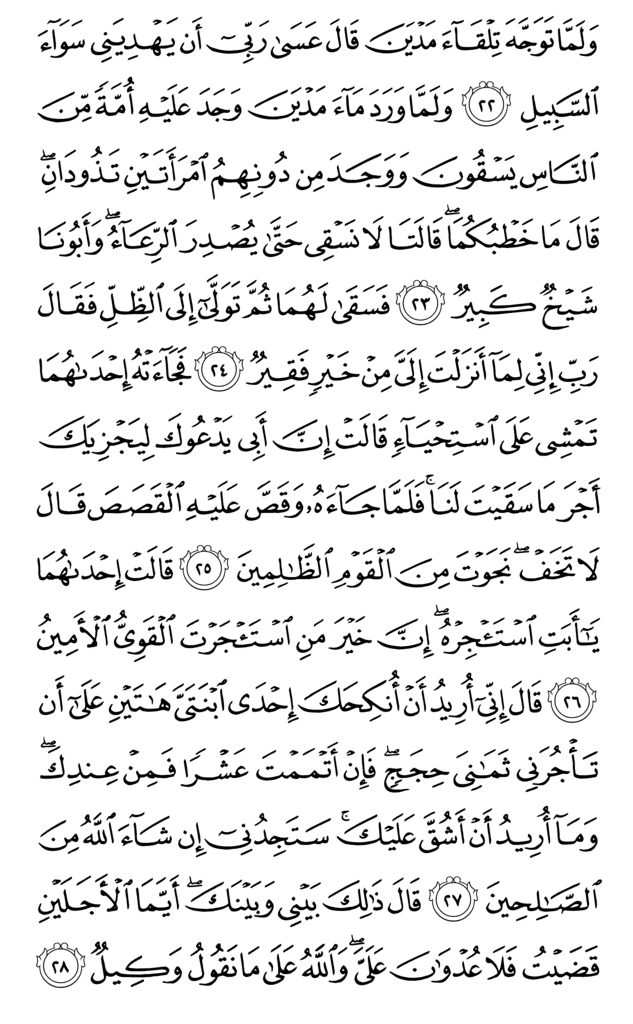 وَلَمَّا تَوَجَّهَ تِلْقَآءَ مَدْيَنَ قَالَ عَسَىٰ رَبِّىٓ أَن يَهْدِيَنِى سَوَآءَ
ٱلسَّبِيلِ ٢٢ وَلَمَّا وَرَدَ مَآءَ مَدْيَنَ وَجَدَ عَلَيْهِ أُمَّةً مِّنَ
ٱلنَّاسِ يَسْقُونَ وَوَجَدَ مِن دُونِهِمُ ٱمْرَأَتَيْنِ تَذُودَانِۖ
قَالَ مَا خَطْبُكُمَاۖ قَالَتَا لَا نَسْقِى حَتَّىٰ يُصْدِرَ ٱلرِّعَآءُۖ وَأَبُونَا
شَيْخٌ كَبِيرٌ ٢٣ فَسَقَىٰ لَهُمَا ثُمَّ تَوَلَّىٰٓ إِلَى ٱلظِّلِّ فَقَالَ
رَبِّ إِنِّى لِمَآ أَنزَلْتَ إِلَىَّ مِنْ خَيْرٍ فَقِيرٌ ٢٤ فَجَآءَتْهُ إِحْدَىٰهُمَا
تَمْشِى عَلَى ٱسْتِحْيَآءٍ قَالَتْ إِنَّ أَبِى يَدْعُوكَ لِيَجْزِيَكَ
أَجْرَ مَا سَقَيْتَ لَنَاۚ فَلَمَّا جَآءَهُۥ وَقَصَّ عَلَيْهِ ٱلْقَصَصَ قَالَ
لَا تَخَفْۖ نَجَوْتَ مِنَ ٱلْقَوْمِ ٱلظَّٰلِمِينَ ٢٥ قَالَتْ إِحْدَىٰهُمَا
يَٰٓأَبَتِ ٱسْتَـْٔجِرْهُۖ إِنَّ خَيْرَ مَنِ ٱسْتَـْٔجَرْتَ ٱلْقَوِىُّ ٱلْأَمِينُ
٢٦ قَالَ إِنِّىٓ أُرِيدُ أَنْ أُنكِحَكَ إِحْدَى ٱبْنَتَىَّ هَٰتَيْنِ عَلَىٰٓ أَن
تَأْجُرَنِى ثَمَٰنِىَ حِجَجٍۖ فَإِنْ أَتْمَمْتَ عَشْرًا فَمِنْ عِندِكَۖ
وَمَآ أُرِيدُ أَنْ أَشُقَّ عَلَيْكَۚ سَتَجِدُنِىٓ إِن شَآءَ ٱللَّهُ مِنَ
ٱلصَّٰلِحِينَ ٢٧ قَالَ ذَٰلِكَ بَيْنِى وَبَيْنَكَۖ أَيَّمَا ٱلْأَجَلَيْنِ
قَضَيْتُ فَلَا عُدْوَٰنَ عَلَىَّۖ وَٱللَّهُ عَلَىٰ مَا نَقُولُ وَكِيلٌ ٢٨